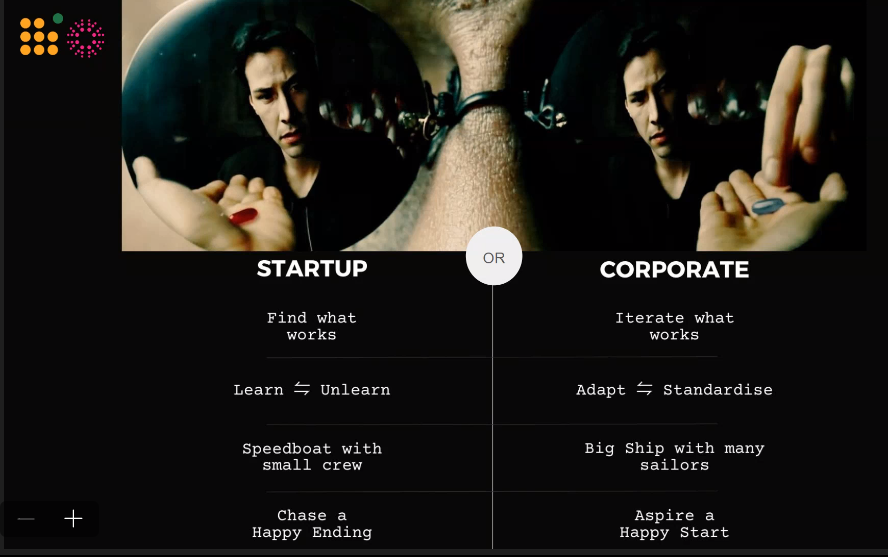 OR
STARTUP
CORPORATE
Find what
works
Iterate what
works
Learn ⇋ Unlearn
Adapt ⇋ Standardise
Speedboat with
small crew
Big Ship with many
sailors
Chase a
Happy Ending
Aspire a
Happy Start